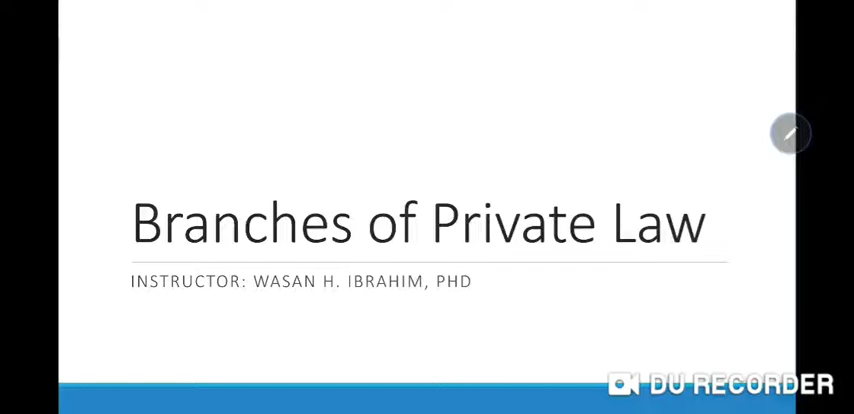 Branches of Private Law
INSTRUCTOR: WASAN H. IBRAHIM, PHD
DU RECORDER